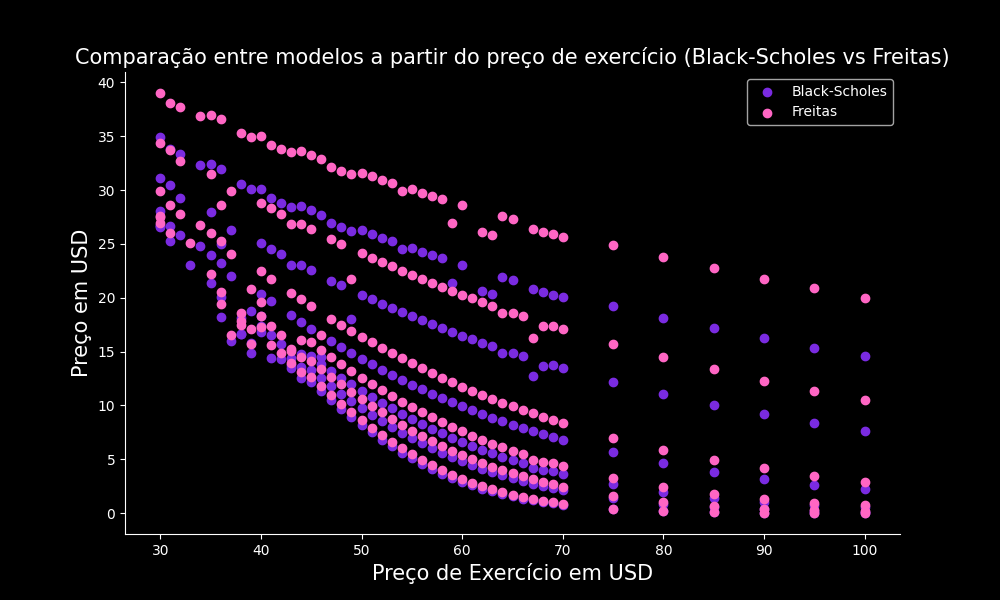 Comparação entre modelos a partir do preço de exercício (Black-Scholes vs Freitas)
Black-Scholes
Freitas
Preço em USD
40
35
30
25
20
15
10
5
0
30 40 50 60 70 80 90 100
Preço de Exercício em USD